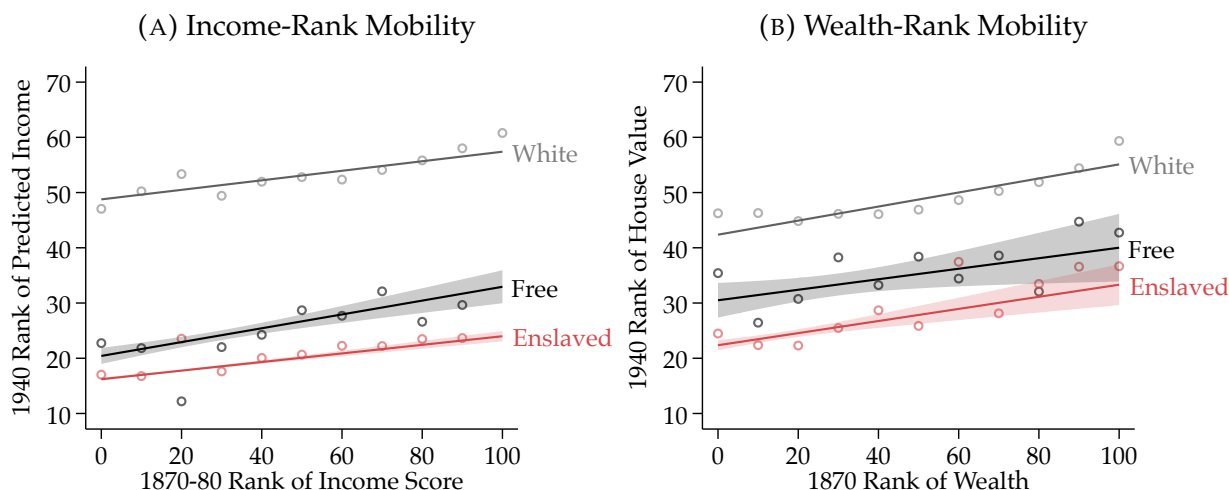 (A) Income-Rank Mobility
1940 Rank of Predicted Income
70
60
50
40
30
20
10
0
20
40
60
80
100
1870-80 Rank of Income Score
White
Free
Enslaved
(B) Wealth-Rank Mobility
1940 Rank of House Value
70
60
50
40
30
20
10
0
20
40
60
80
100
1870 Rank of Wealth
White
Free
Enslaved